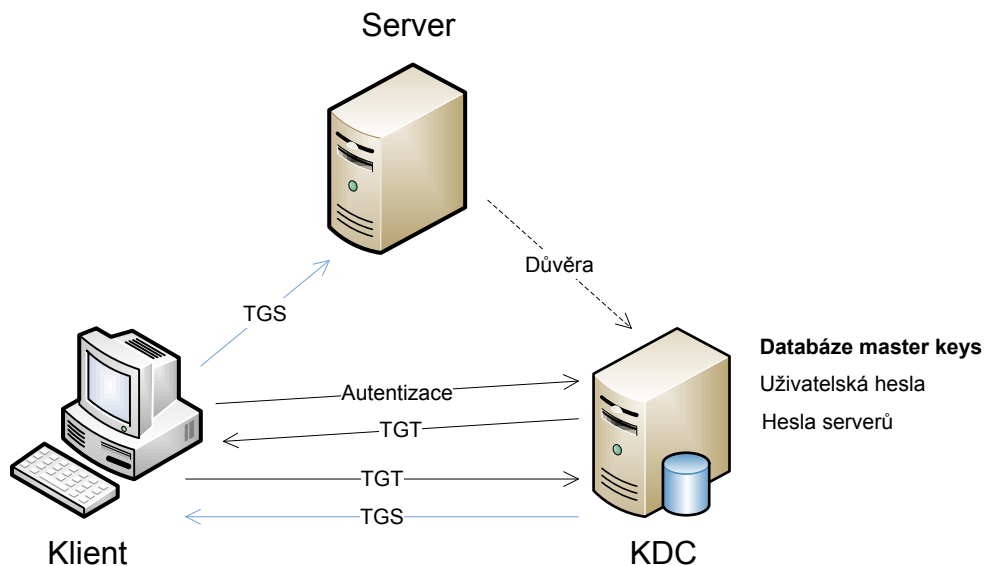 Server
Důvěra
TGS
Databáze master keys
Autentizace
Uživatelská hesla
TGT
Hesla serverů
TGT
TGS
Klient
KDC